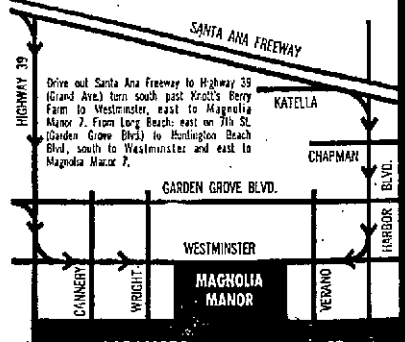 SANTA ANA FREEWAY
HIGHWAY 39
Drive out Santa Ana Freeway to Highway 39
(Grand Ave.) turn south past Knott's Berry
Farm to Westminster, east to Magnolia
Manor 7. From Long Beach: east on 7th St.
(Garden Grove Blvd.) to Huntington Beach
Blvd, south to Westminster and east to
Magnolia Manor 7.
KATELLA
CHAPMAN
HARBOR BLVD.
GARDEN GROVE BLVD.
WESTMINSTER
CANNERY
WRIGHT
MAGNOLIA
MANOR
VERANO